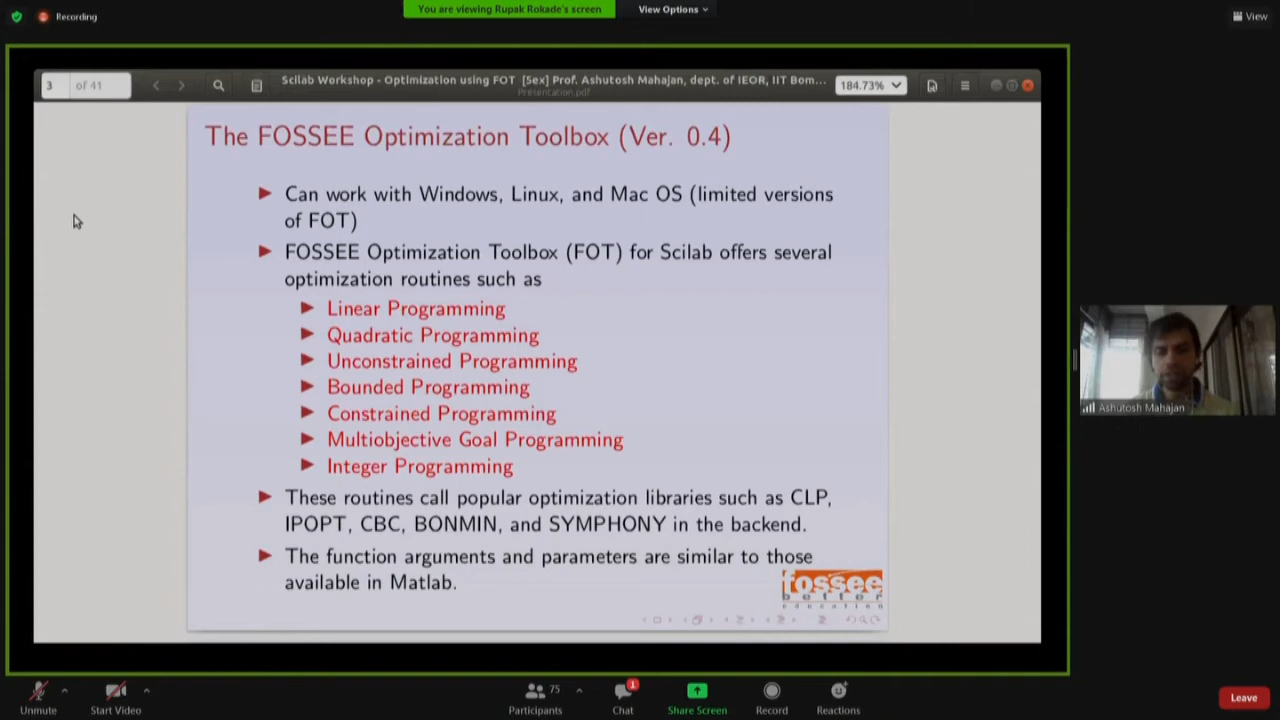 Recording
You are viewing Rupak Rokade's screen
View Options
View
3 of 41
Scilab Workshop - Optimization using FOT [Sex] Prof. Ashutosh Mahajan, dept. of IEOR, IIT Bom...
Presentation.pdf
184.73%
The FOSSEE Optimization Toolbox (Ver. 0.4)
Can work with Windows, Linux, and Mac OS (limited versions
of FOT)
FOSSEE Optimization Toolbox (FOT) for Scilab offers several
optimization routines such as
Linear Programming
Quadratic Programming
Unconstrained Programming
Bounded Programming
Constrained Programming
Multiobjective Goal Programming
Integer Programming
These routines call popular optimization libraries such as CLP,
IPOPT, CBC, BONMIN, and SYMPHONY in the backend.
The function arguments and parameters are similar to those
available in Matlab.
fossee
better
education
Ashutosh Mahajan
Unmute
Start Video
75
Participants
1
Chat
Share Screen
Record
Reactions
Leave